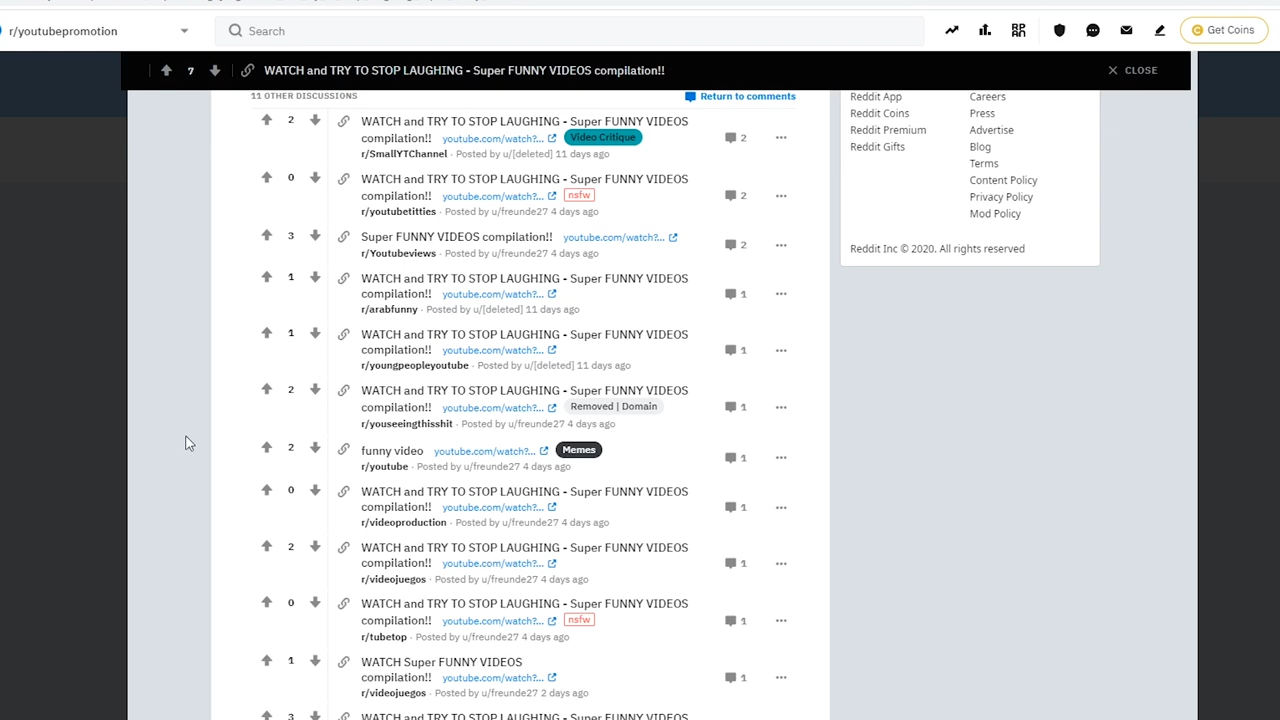 r/youtubepromotion
Search
Get Coins
7
WATCH and TRY TO STOP LAUGHING - Super FUNNY VIDEOS compilation!!
CLOSE
11 OTHER DISCUSSIONS
Return to comments
2
WATCH and TRY TO STOP LAUGHING - Super FUNNY VIDEOS
compilation!! youtube.com/watch?... Video Critique
2
r/SmallYTChannel · Posted by u/[deleted] 11 days ago
0
WATCH and TRY TO STOP LAUGHING - Super FUNNY VIDEOS
compilation!! youtube.com/watch?... nsfw
2
r/youtubetitties · Posted by u/freunde27 4 days ago
3
Super FUNNY VIDEOS compilation!! youtube.com/watch?...
2
r/Youtubeviews · Posted by u/freunde27 4 days ago
1
WATCH and TRY TO STOP LAUGHING - Super FUNNY VIDEOS
compilation!! youtube.com/watch?...
1
r/arabfunny · Posted by u/[deleted] 11 days ago
1
WATCH and TRY TO STOP LAUGHING - Super FUNNY VIDEOS
compilation!! youtube.com/watch?...
1
r/youngpeopleyoutube · Posted by u/[deleted] 11 days ago
2
WATCH and TRY TO STOP LAUGHING - Super FUNNY VIDEOS
compilation!! youtube.com/watch?... Removed | Domain
1
r/youseeingthisshit · Posted by u/freunde27 4 days ago
2
funny video youtube.com/watch?... Memes
1
r/youtube · Posted by u/freunde27 4 days ago
0
WATCH and TRY TO STOP LAUGHING - Super FUNNY VIDEOS
compilation!! youtube.com/watch?...
1
r/videoproduction · Posted by u/freunde27 4 days ago
2
WATCH and TRY TO STOP LAUGHING - Super FUNNY VIDEOS
compilation!! youtube.com/watch?...
1
r/videojuegos · Posted by u/freunde27 4 days ago
0
WATCH and TRY TO STOP LAUGHING - Super FUNNY VIDEOS
compilation!! youtube.com/watch?... nsfw
1
r/tubetop · Posted by u/freunde27 4 days ago
1
WATCH Super FUNNY VIDEOS
compilation!! youtube.com/watch?...
1
r/videojuegos · Posted by u/freunde27 2 days ago
3
WATCH and TRY TO STOP LAUGHING - Super FUNNY VIDEOS
Reddit App
Reddit Coins
Reddit Premium
Reddit Gifts
Careers
Press
Advertise
Blog
Terms
Content Policy
Privacy Policy
Mod Policy
Reddit Inc © 2020. All rights reserved